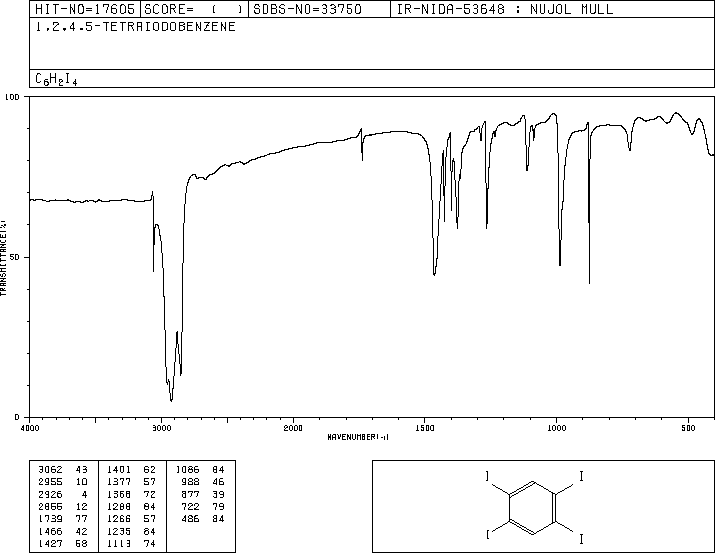 HIT-NO=17605 SCORE= ( ) SDBS-NO=33750 IR-NIDA-53648 : NUJOL MULL
1,2,4,5-TETRAIODOBENZENE
C6H2I4
100
50
0
TRANSMITTANCE(%)
4000 3000 2000 1500 1000 500
WAVENUMBER(-1)
3062 43 1401 62 1086 84
2955 10 1377 57 988 46
2926 4 1368 72 877 39
2855 12 1288 84 722 79
1739 77 1266 57 486 84
1466 42 1235 84
1427 58 1113 74
I I
I I